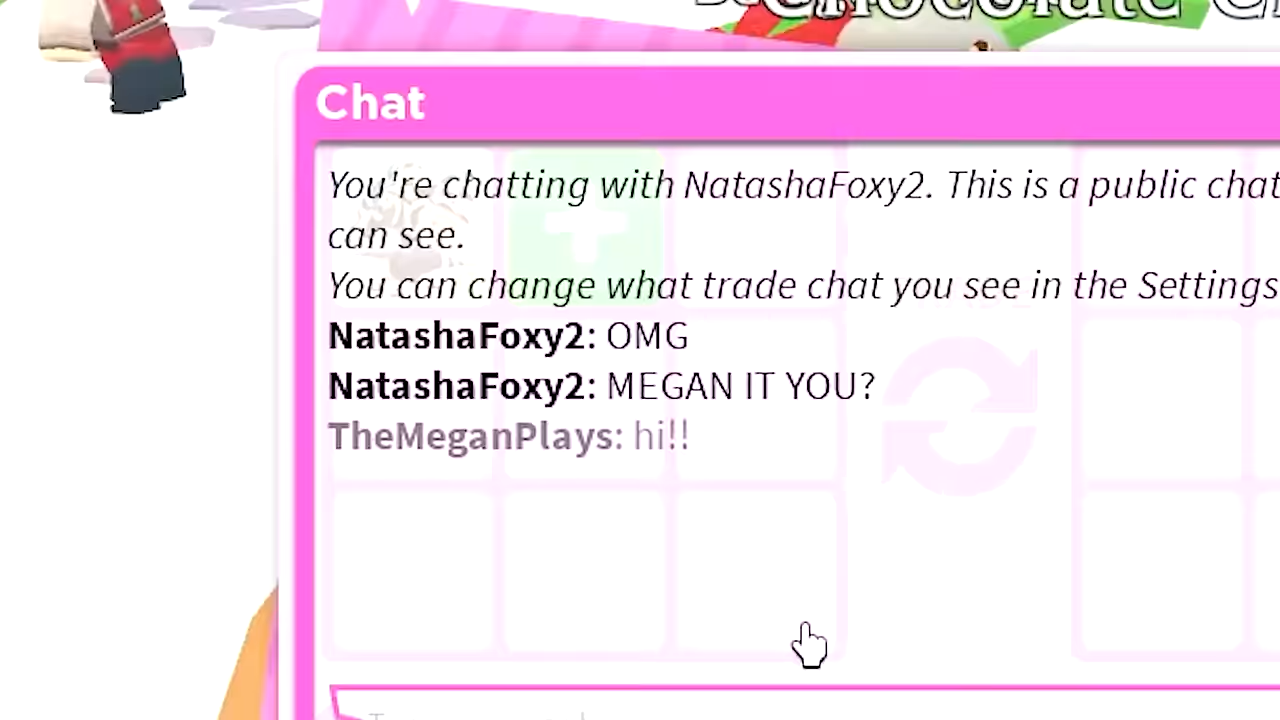 Chocolate
Chat
You're chatting with NatashaFoxy2. This is a public chat
can see.
You can change what trade chat you see in the Settings
NatashaFoxy2: OMG
NatashaFoxy2: MEGAN IT YOU?
TheMeganPlays: hi!!